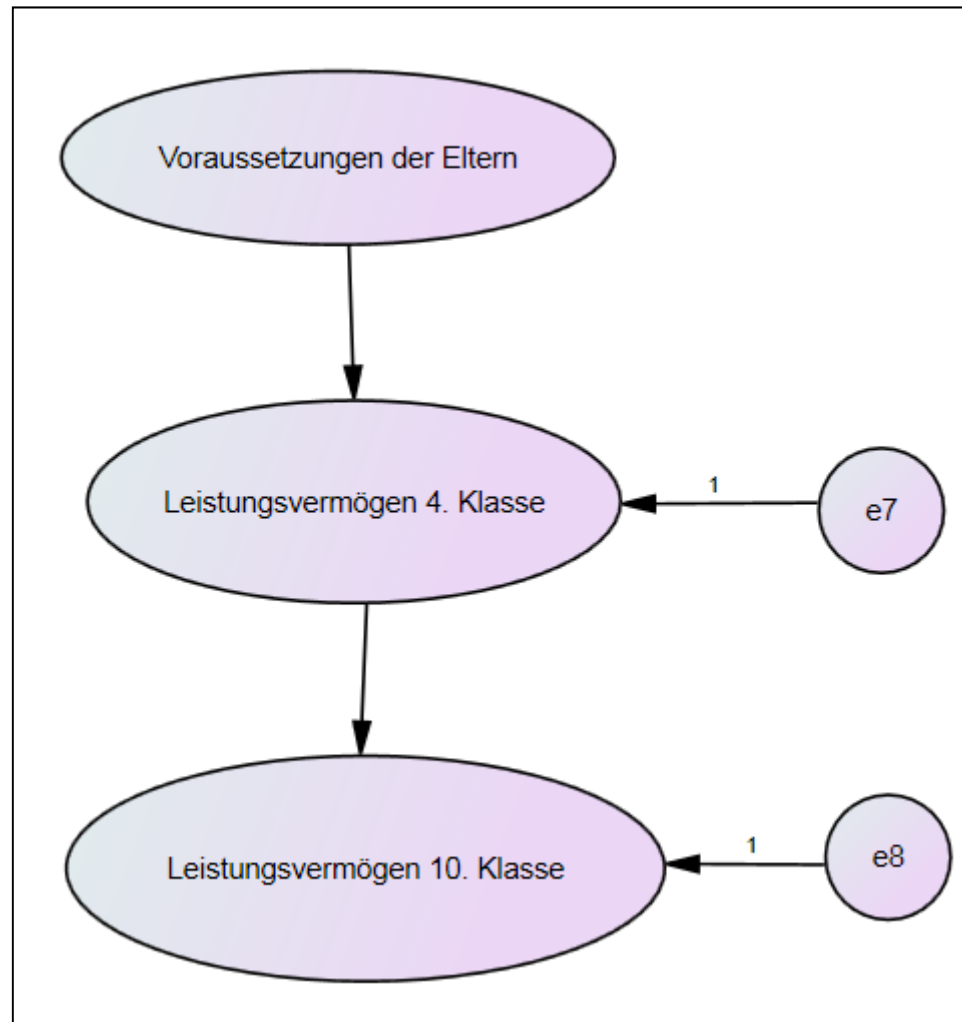 Voraussetzungen der Eltern
Leistungsvermögen 4. Klasse
1
e7
Leistungsvermögen 10. Klasse
1
e8